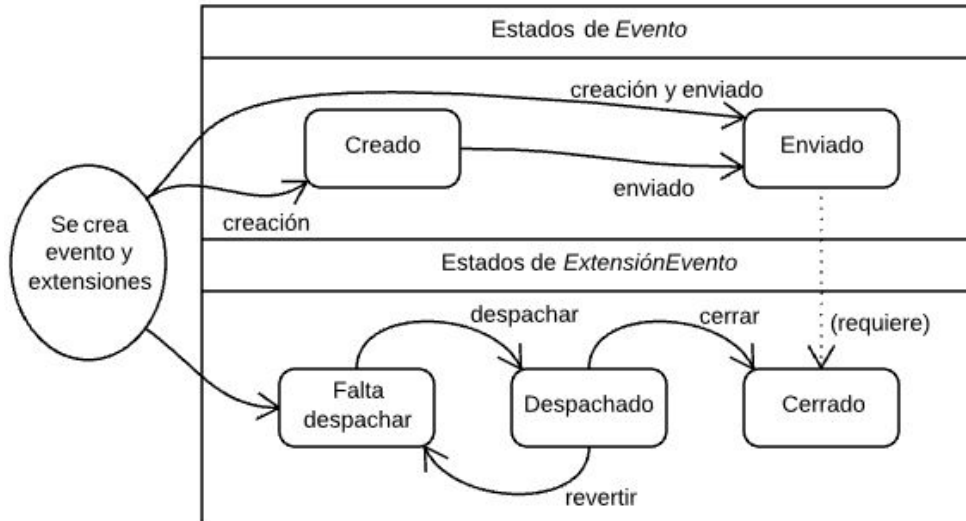 Estados de Evento
creación y enviado
Creado
Enviado
enviado
creación
Se crea
evento y
extensiones
Estados de ExtensiónEvento
despachar
cerrar
(requiere)
Falta
despachar
Despachado
Cerrado
revertir